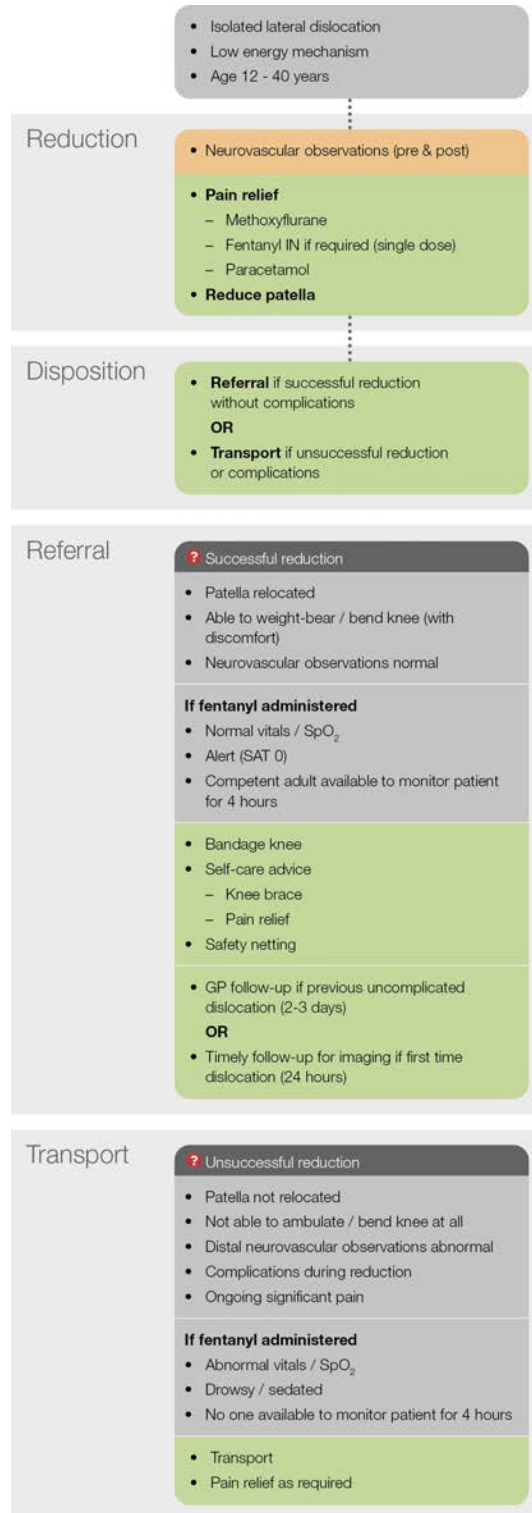 • Isolated lateral dislocation
• Low energy mechanism
• Age 12 - 40 years
Reduction
• Neurovascular observations (pre & post)
• Pain relief
– Methoxyflurane
– Fentanyl IN if required (single dose)
– Paracetamol
• Reduce patella
Disposition
• Referral if successful reduction
without complications
OR
• Transport if unsuccessful reduction
or complications
Referral
? Successful reduction
• Patella relocated
• Able to weight-bear / bend knee (with
discomfort)
• Neurovascular observations normal
If fentanyl administered
• Normal vitals / SpO₂
• Alert (SAT 0)
• Competent adult available to monitor patient
for 4 hours
• Bandage knee
• Self-care advice
– Knee brace
– Pain relief
• Safety netting
• GP follow-up if previous uncomplicated
dislocation (2-3 days)
OR
• Timely follow-up for imaging if first time
dislocation (24 hours)
Transport
? Unsuccessful reduction
• Patella not relocated
• Not able to ambulate / bend knee at all
• Distal neurovascular observations abnormal
• Complications during reduction
• Ongoing significant pain
If fentanyl administered
• Abnormal vitals / SpO₂
• Drowsy / sedated
• No one available to monitor patient for 4 hours
• Transport
• Pain relief as required